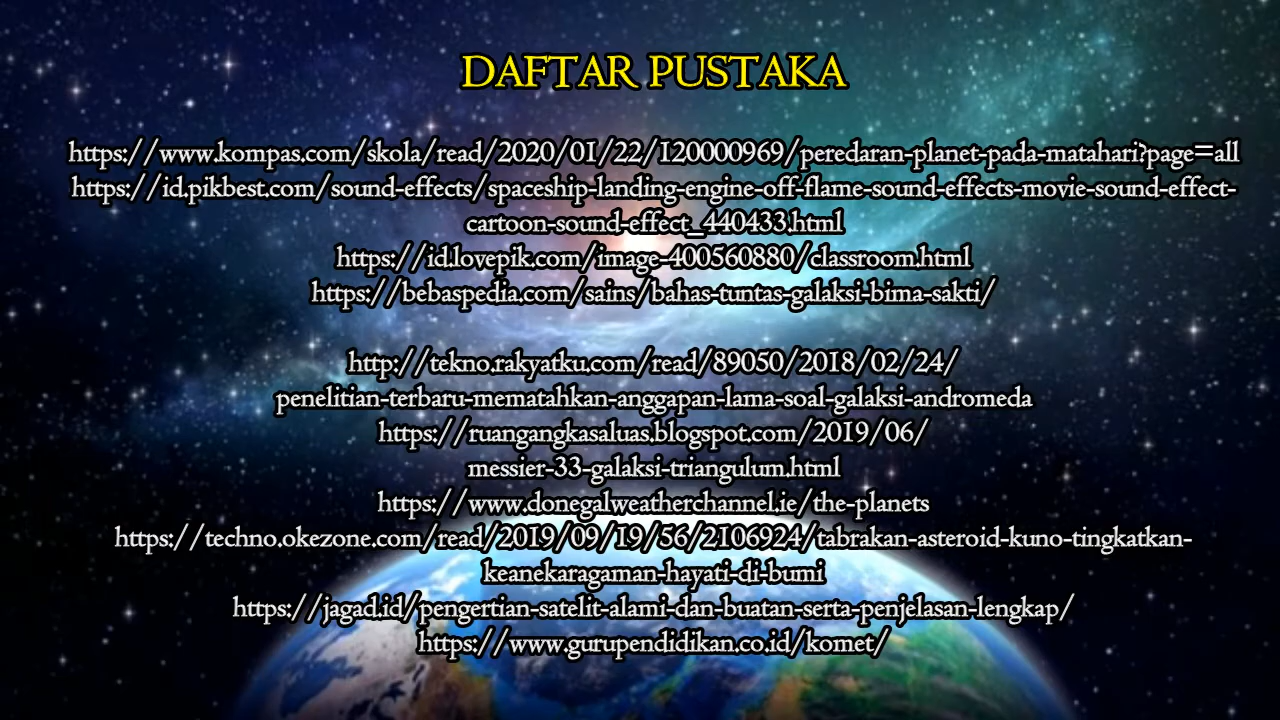 DAFTAR PUSTAKA
https://www.kompas.com/skola/read/2020/01/22/120000969/peredaran-planet-pada-matahari?page=all
https://id.pikbest.com/sound-effects/spaceship-landing-engine-off-flame-sound-effects-movie-sound-effect-
cartoon-sound-effect_440433.html
https://id.lovepik.com/image-400560880/classroom.html
https://bebaspedia.com/sains/bahas-tuntas-galaksi-bima-sakti/
http://tekno.rakyatku.com/read/89050/2018/02/24/
penelitian-terbaru-mematahkan-anggapan-lama-soal-galaksi-andromeda
https://ruangangkasaluas.blogspot.com/2019/06/
messier-33-galaksi-triangulum.html
https://www.donegalweatherchannel.ie/the-planets
https://techno.okezone.com/read/2019/09/19/56/2106924/tabrakan-asteroid-kuno-tingkatkan-
keanekaragaman-hayati-di-bumi
https://jagad.id/pengertian-satelit-alami-dan-buatan-serta-penjelasan-lengkap/
https://www.gurupendidikan.co.id/komet/